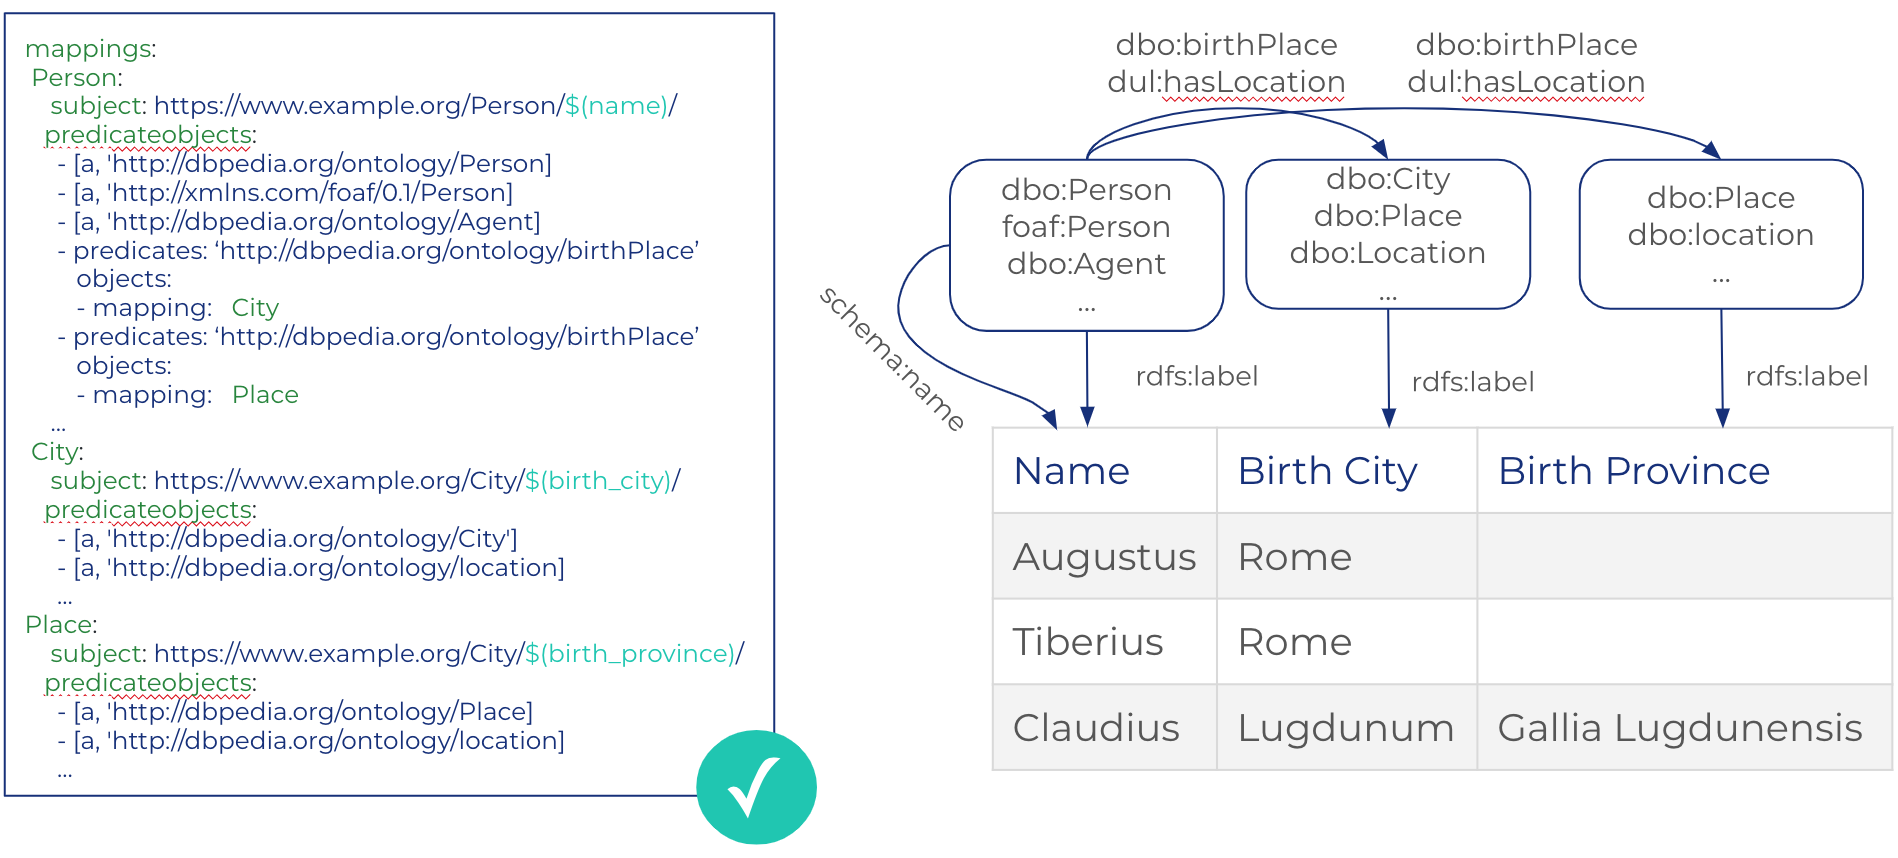 mappings:
Person:
subject: https://www.example.org/Person/$(name)/
predicateobjects:
- [a, 'http://dbpedia.org/ontology/Person]
- [a, 'http://xmlns.com/foaf/0.1/Person]
- [a, 'http://dbpedia.org/ontology/Agent]
- predicates: ‘http://dbpedia.org/ontology/birthPlace’
objects:
- mapping: City
- predicates: ‘http://dbpedia.org/ontology/birthPlace’
objects:
- mapping: Place
...
City:
subject: https://www.example.org/City/$(birth_city)/
predicateobjects:
- [a, 'http://dbpedia.org/ontology/City']
- [a, 'http://dbpedia.org/ontology/location]
...
Place:
subject: https://www.example.org/City/$(birth_province)/
predicateobjects:
- [a, 'http://dbpedia.org/ontology/Place]
- [a, 'http://dbpedia.org/ontology/location]
...
dbo:birthPlace
dul:hasLocation
dbo:birthPlace
dul:hasLocation
dbo:Person
foaf:Person
dbo:Agent
...
dbo:City
dbo:Place
dbo:Location
...
dbo:Place
dbo:location
...
schema:name
rdfs:label
rdfs:label
rdfs:label
Name Birth City Birth Province
Augustus Rome
Tiberius Rome
Claudius Lugdunum Gallia Lugdunensis